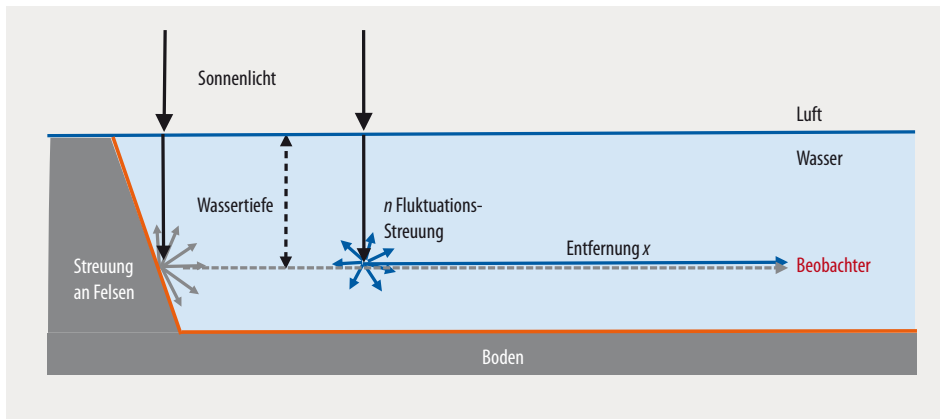 Sonnenlicht
Luft
Wasser
Wassertiefe
n Fluktuations-
Streuung
Entfernung x
Streuung
an Felsen
Beobachter
Boden